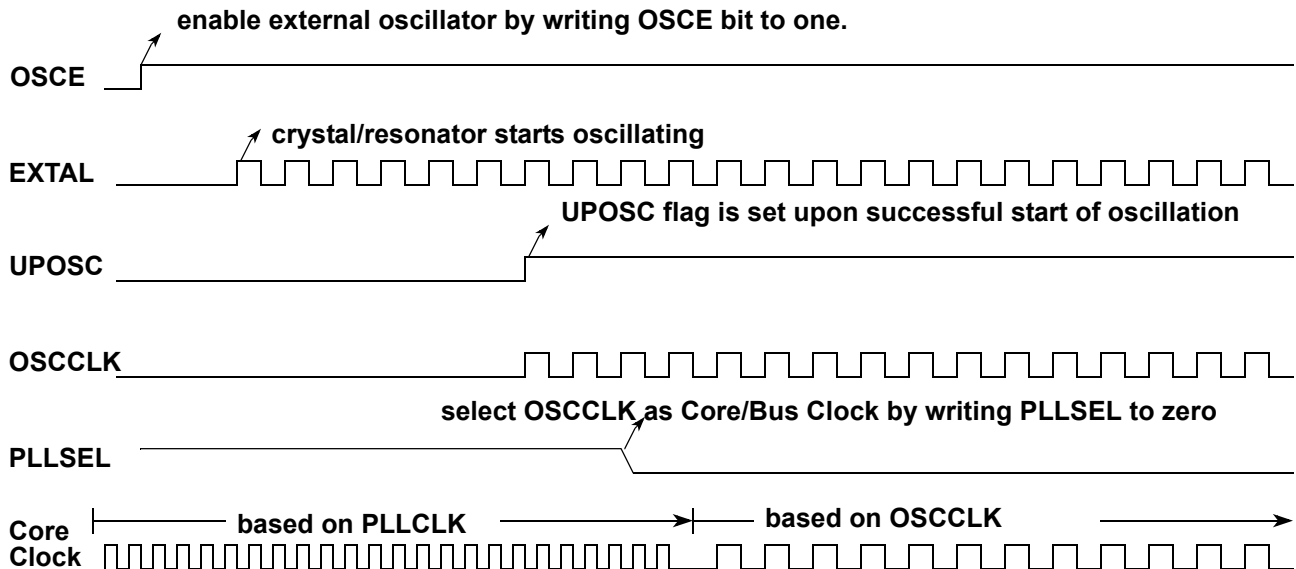 enable external oscillator by writing OSCE bit to one.
OSCE
crystal/resonator starts oscillating
EXTAL
UPOSC flag is set upon successful start of oscillation
UPOSC
OSCCLK
select OSCCLK as Core/Bus Clock by writing PLLSEL to zero
PLLSEL
based on PLLCLK
based on OSCCLK
Core
Clock